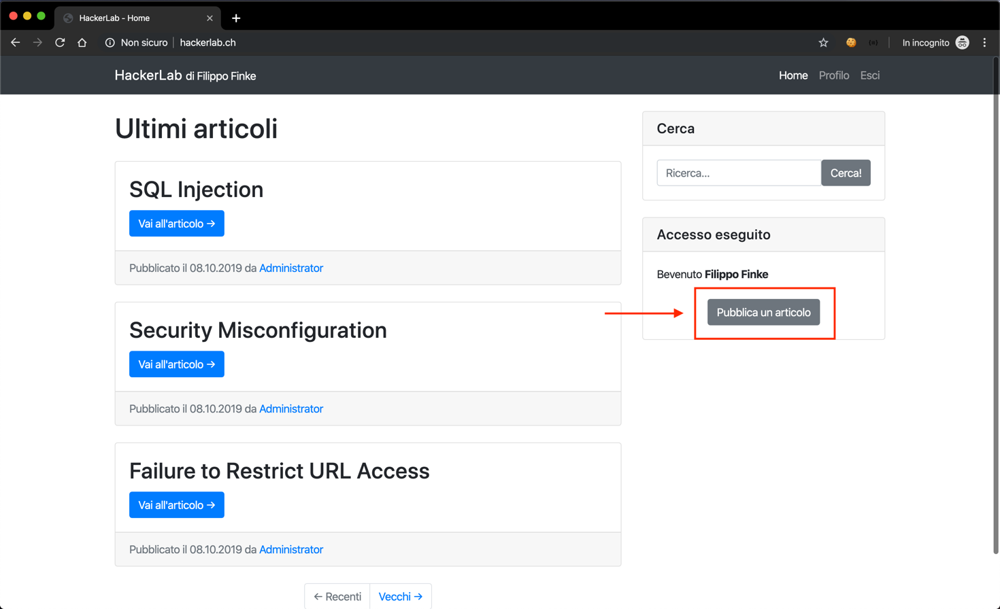 HackerLab - Home
Non sicuro
hackerlab.ch
In incognito
HackerLab di Filippo Finke
Home Profilo Esci
Ultimi articoli
SQL Injection
Vai all'articolo →
Pubblicato il 08.10.2019 da Administrator
Security Misconfiguration
Vai all'articolo →
Pubblicato il 08.10.2019 da Administrator
Failure to Restrict URL Access
Vai all'articolo →
Pubblicato il 08.10.2019 da Administrator
← Recenti Vecchi →
Cerca
Ricerca... Cerca!
Accesso eseguito
Bevenuto Filippo Finke
Pubblica un articolo